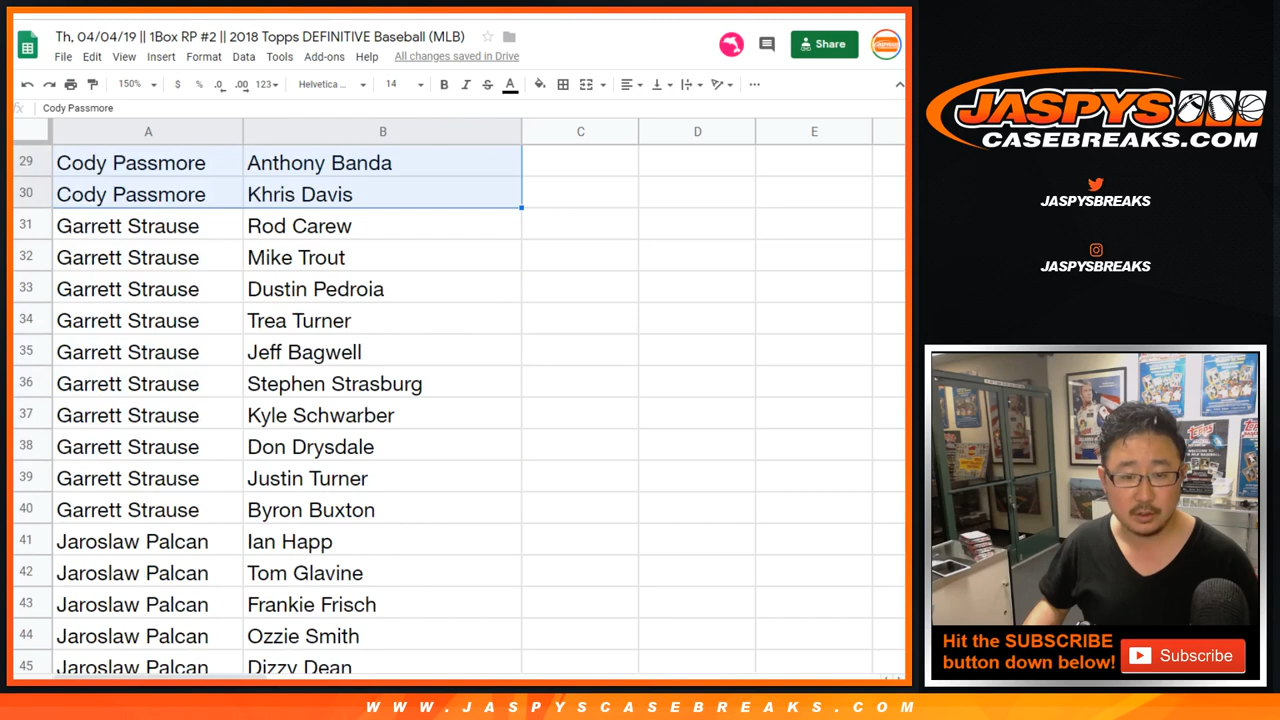 Th, 04/04/19 || 1Box RP #2 || 2018 Topps DEFINITIVE Baseball (MLB)
File Edit View Insert Format Data Tools Add-ons Help All changes saved in Drive
Share
150% $ % .0 .00 123 Helvetica ... 14 B I S A
fx Cody Passmore
A B C D E
29 Cody Passmore Anthony Banda
30 Cody Passmore Khris Davis
31 Garrett Strause Rod Carew
32 Garrett Strause Mike Trout
33 Garrett Strause Dustin Pedroia
34 Garrett Strause Trea Turner
35 Garrett Strause Jeff Bagwell
36 Garrett Strause Stephen Strasburg
37 Garrett Strause Kyle Schwarber
38 Garrett Strause Don Drysdale
39 Garrett Strause Justin Turner
40 Garrett Strause Byron Buxton
41 Jaroslaw Palcan Ian Happ
42 Jaroslaw Palcan Tom Glavine
43 Jaroslaw Palcan Frankie Frisch
44 Jaroslaw Palcan Ozzie Smith
45 Jaroslaw Palcan Dizzy Dean
JASPYS
CASEBREAKS.COM
JASPYSBREAKS
JASPYSBREAKS
TOPPS
Hit the SUBSCRIBE
button down below!
Subscribe
WWW.JASPYSCASEBREAKS.COM